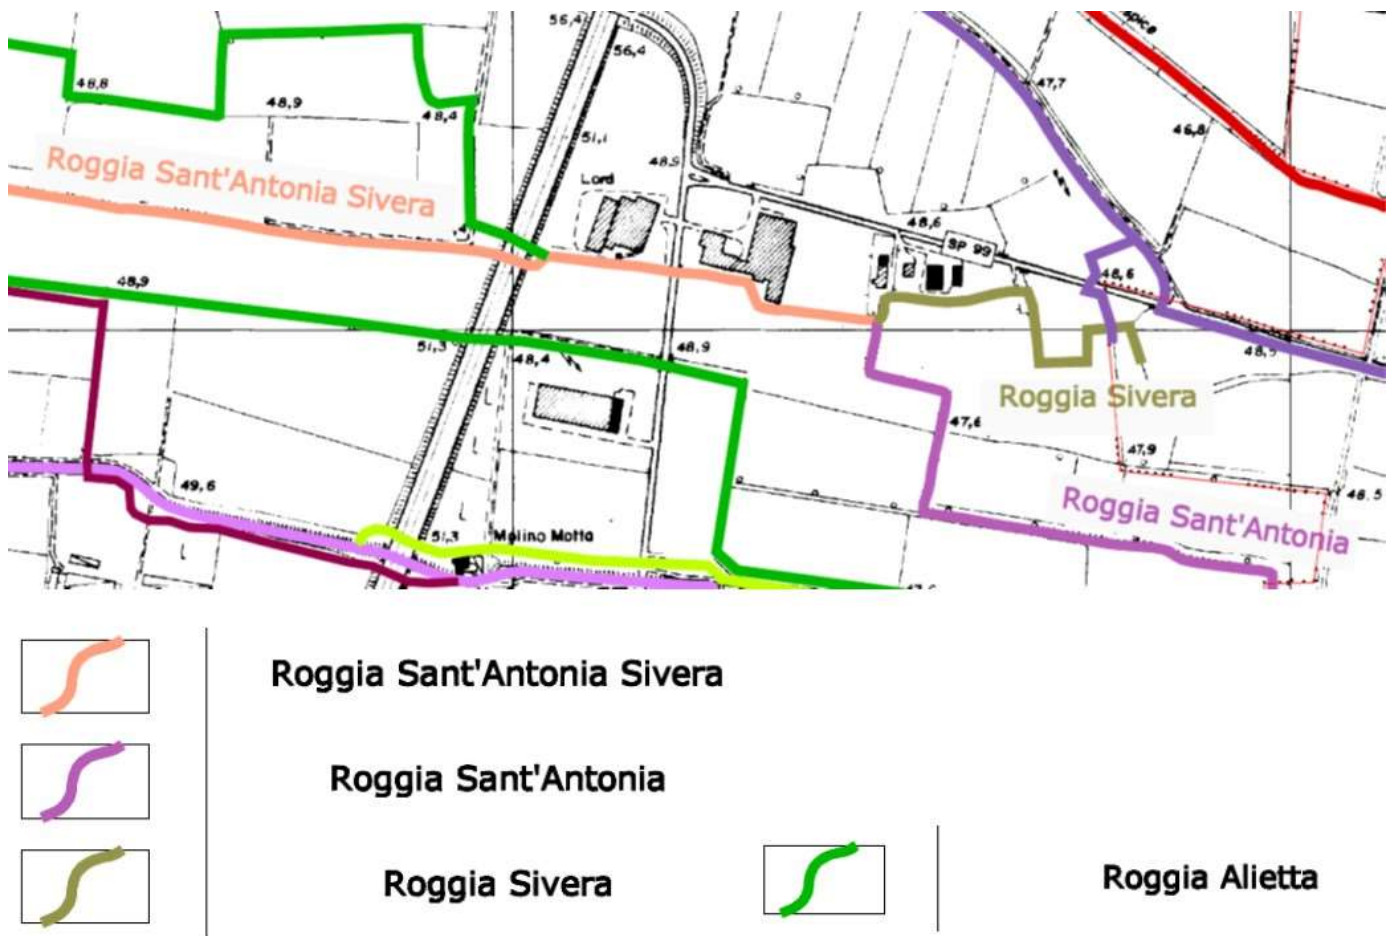 56,4
56,4
spice
48,8
48,9
48,4
51,1
47,7
46,8
48,9
Roggia Sant'Antonia Sivera
Lord
48,6
SP 99
48,6
48,9
51,3
48,4
48,9
48,5
Roggia Sivera
47,6
47,9
49,6
48,5
Roggia Sant'Antonia
51,3
Molino Motta
Roggia Sant'Antonia Sivera
Roggia Sant'Antonia
Roggia Sivera
Roggia Alietta